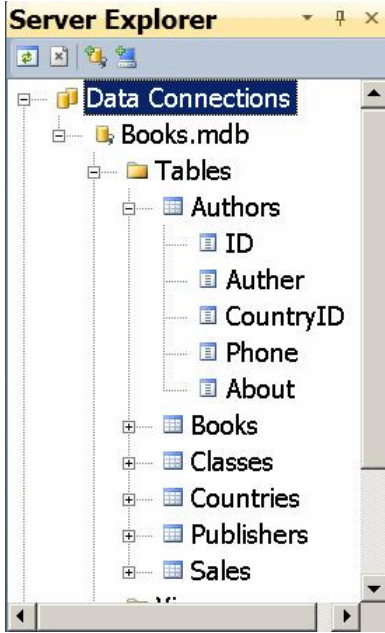 Server Explorer
Data Connections
Books.mdb
Tables
Authors
ID
Auther
CountryID
Phone
About
Books
Classes
Countries
Publishers
Sales